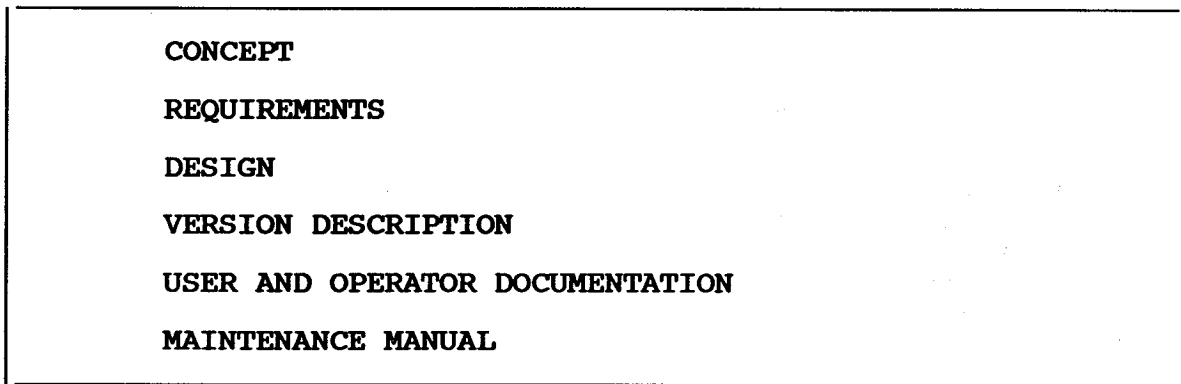 CONCEPT
REQUIREMENTS
DESIGN
VERSION DESCRIPTION
USER AND OPERATOR DOCUMENTATION
MAINTENANCE MANUAL